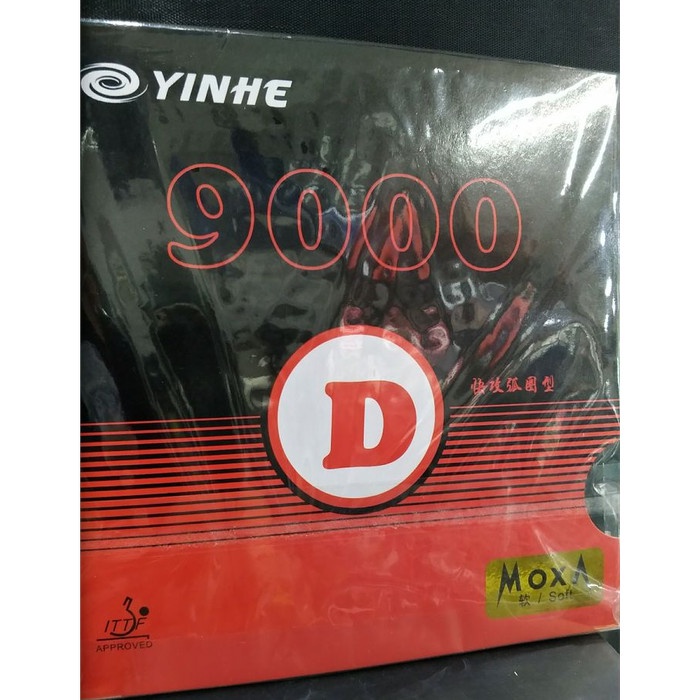 YINHE
9000
D
快攻弧圈型
MOXA
软 / Soft
ITTF
APPROVED